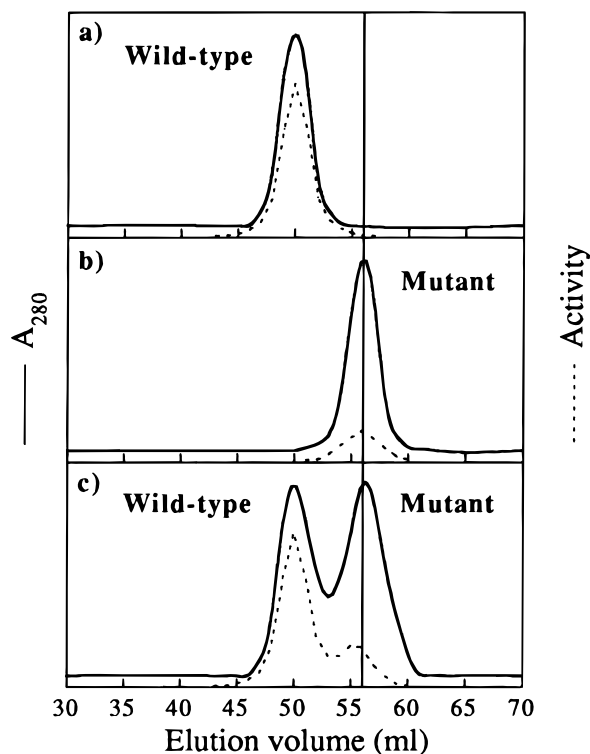 a)
Wild-type
b)
Mutant
c)
Wild-type Mutant
A280
Activity
30 35 40 45 50 55 60 65 70
Elution volume (ml)